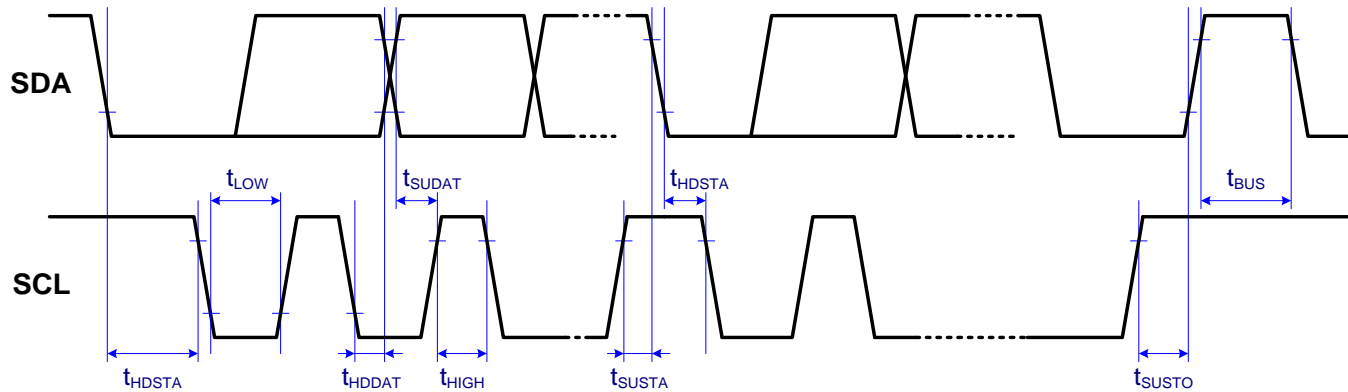 SDA
tLOW
tSUDAT
tHDSTA
tBUS
SCL
tHDSTA
tHDDAT
tHIGH
tSUSTA
tSUSTO